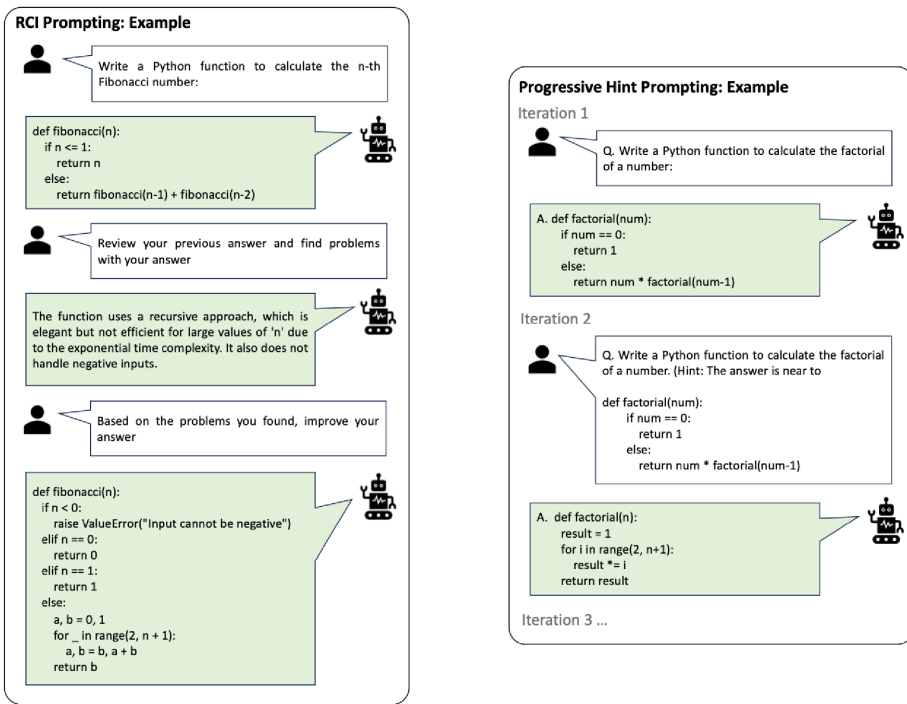 RCI Prompting: Example
Write a Python function to calculate the n-th
Fibonacci number:
def fibonacci(n):
if n <= 1:
return n
else:
return fibonacci(n-1) + fibonacci(n-2)
Review your previous answer and find problems
with your answer
The function uses a recursive approach, which is
elegant but not efficient for large values of 'n' due
to the exponential time complexity. It also does not
handle negative inputs.
Based on the problems you found, improve your
answer
def fibonacci(n):
if n < 0:
raise ValueError("Input cannot be negative")
elif n == 0:
return 0
elif n == 1:
return 1
else:
a, b = 0, 1
for _ in range(2, n + 1):
a, b = b, a + b
return b
Progressive Hint Prompting: Example
Iteration 1
Q. Write a Python function to calculate the factorial
of a number:
A. def factorial(num):
if num == 0:
return 1
else:
return num * factorial(num-1)
Iteration 2
Q. Write a Python function to calculate the factorial
of a number. (Hint: The answer is near to
def factorial(num):
if num == 0:
return 1
else:
return num * factorial(num-1)
A. def factorial(n):
result = 1
for i in range(2, n+1):
result *= i
return result
Iteration 3 ...